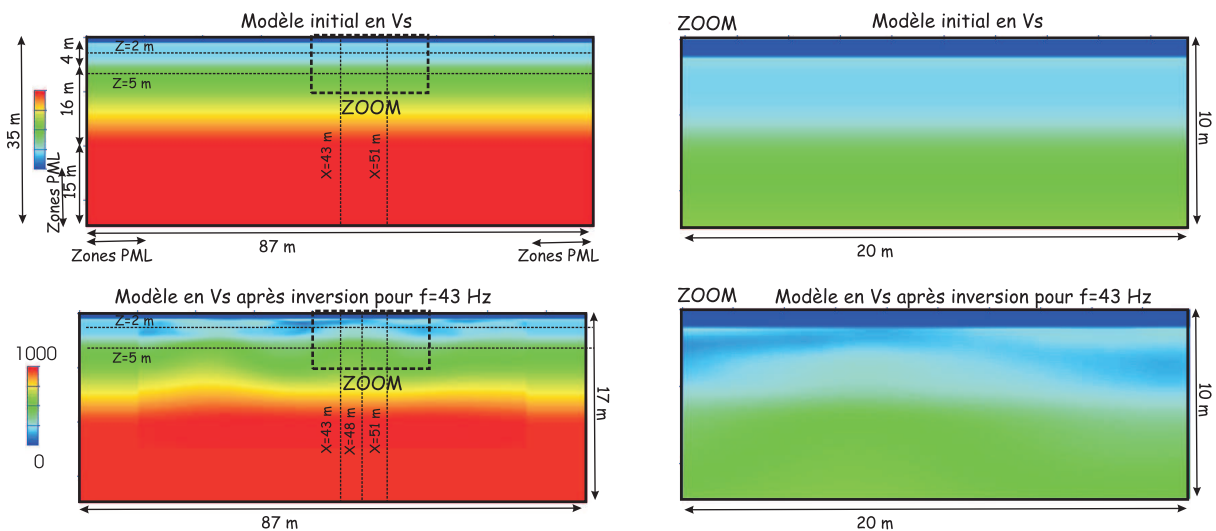 Modèle initial en Vs
Z=2 m
Z=5 m
ZOOM
X=43 m
X=51 m
4 m
16 m
15 m
35 m
Zones PML
87 m
Zones PML
Zones PML
ZOOM
Modèle initial en Vs
10 m
20 m
Modèle en Vs après inversion pour f=43 Hz
Z=2 m
Z=5 m
ZOOM
X=43 m
X=48 m
X=51 m
1000
0
17 m
87 m
ZOOM
Modèle en Vs après inversion pour f=43 Hz
10 m
20 m